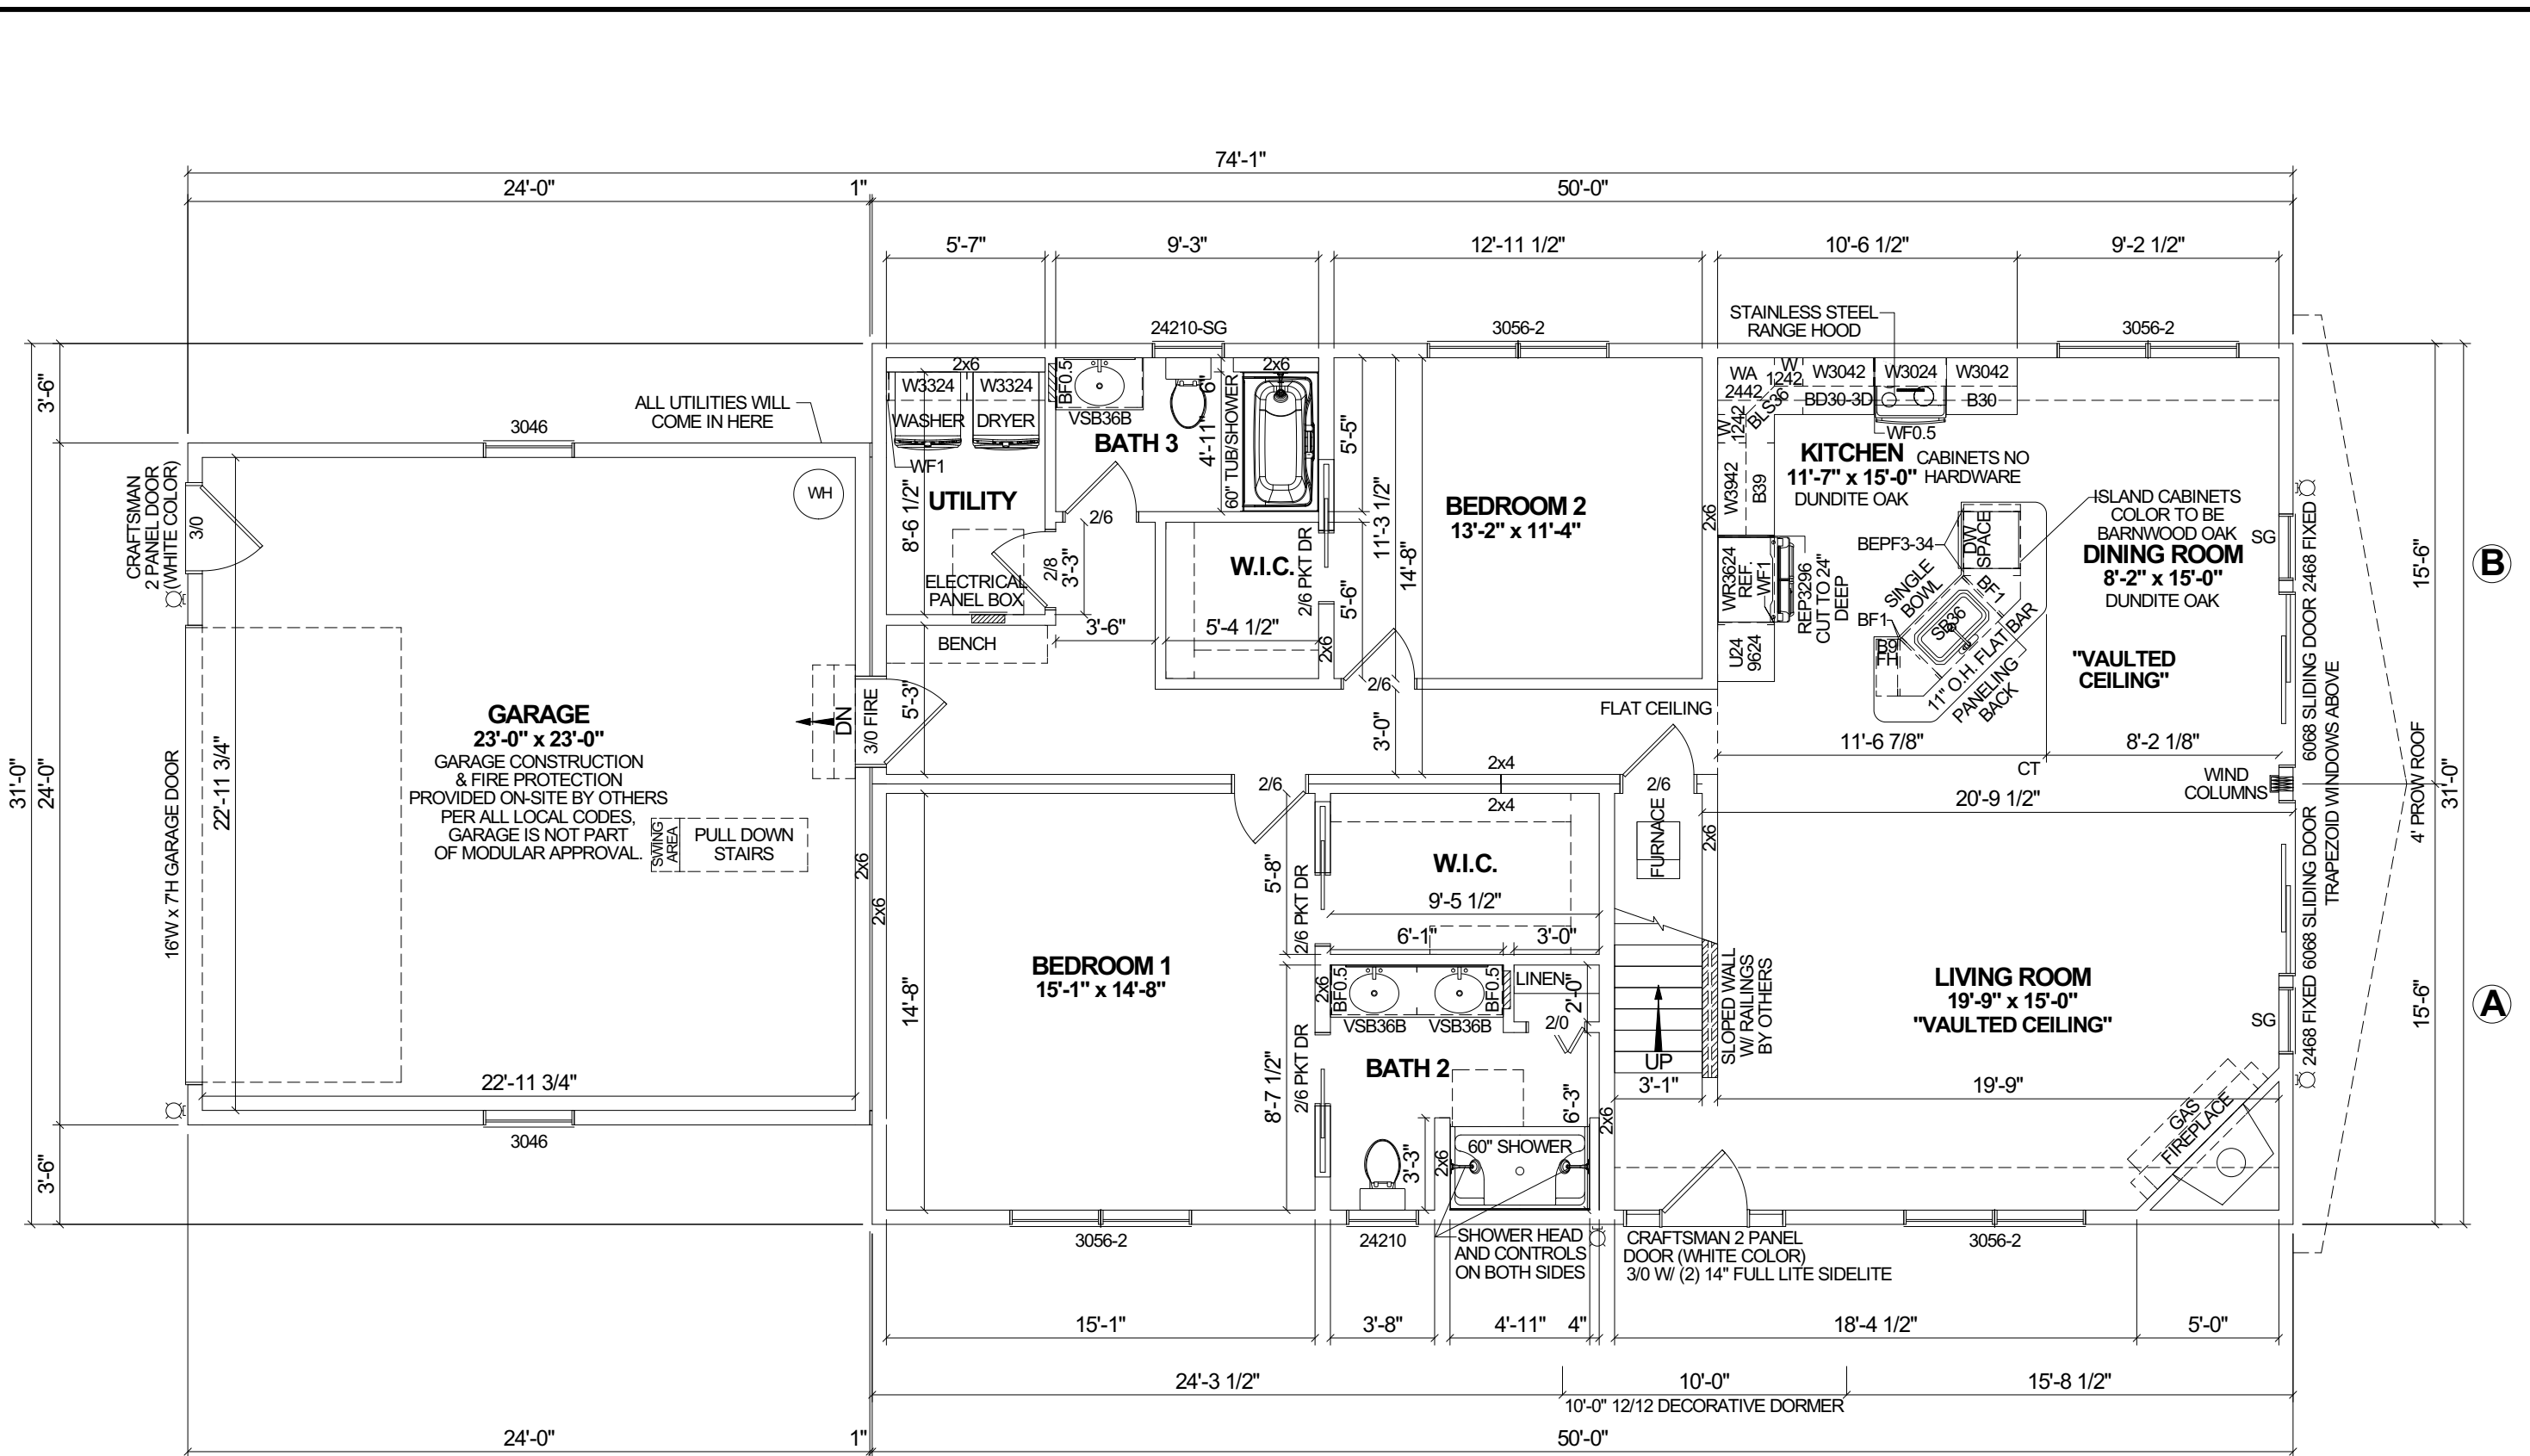 74'-1"
24'-0"
1"
50'-0"
5'-7"
9'-3"
12'-11 1/2"
10'-6 1/2"
9'-2 1/2"
STAINLESS STEEL
RANGE HOOD
24210-SG
3056-2
3056-2
31'-0"
3'-6"
24'-0"
3'-6"
ALL UTILITIES WILL
COME IN HERE
3046
CRAFTSMAN
2 PANEL DOOR
(WHITE COLOR)
3/0
WH
16'W x 7'H GARAGE DOOR
22'-11 3/4"
GARAGE
23'-0" x 23'-0"
GARAGE CONSTRUCTION
& FIRE PROTECTION
PROVIDED ON-SITE BY OTHERS
PER ALL LOCAL CODES,
GARAGE IS NOT PART
OF MODULAR APPROVAL.
SWING
AREA
PULL DOWN
STAIRS
DN
3/0 FIRE
2x6
2x6
22'-11 3/4"
3046
2x6
W3324
W3324
WASHER
DRYER
WF1
UTILITY
8'-6 1/2"
ELECTRICAL
PANEL BOX
2/8
3'-3"
BENCH
5'-3"
BF0.5
VSB36B
BATH 3
4'-11"
6"
60" TUB/SHOWER
2x6
2/6
W.I.C.
2/6 PKT DR
3'-6"
5'-4 1/2"
2x6
5'-5"
5'-6"
11'-3 1/2"
14'-8"
BEDROOM 2
13'-2" x 11'-4"
2x6
2/6
3'-0"
FLAT CEILING
WA
2442
W
1242
W3042
W3024
W3042
BLS36
BD30-3D
B30
W
1242
WF0.5
W3942
B39
KITCHEN
11'-7" x 15'-0"
DUNDITE OAK
CABINETS NO
HARDWARE
WR3624
REF.
WF1
REP3296
CUT TO 24"
DEEP
U24
9624
BEPF3-34
DW
SPACE
SINGLE
BOWL
BF1
SB36
BF1
B9
FH
11" O.H. FLAT BAR
PANELING
BACK
ISLAND CABINETS
COLOR TO BE
BARNWOOD OAK
DINING ROOM
8'-2" x 15'-0"
DUNDITE OAK
"VAULTED
CEILING"
SG
11'-6 7/8"
8'-2 1/8"
CT
WIND
COLUMNS
20'-9 1/2"
6068 SLIDING DOOR 2468 FIXED
2468 FIXED 6068 SLIDING DOOR
TRAPEZOID WINDOWS ABOVE
4' PROW ROOF
15'-6"
15'-6"
31'-0"
B
A
2/6
2x4
2x4
2/6
FURNACE
2x6
BEDROOM 1
15'-1" x 14'-8"
14'-8"
5'-8"
2/6 PKT DR
W.I.C.
9'-5 1/2"
6'-1"
3'-0"
8'-7 1/2"
2/6 PKT DR
2x6
BF0.5
BF0.5
VSB36B
VSB36B
LINEN
2'-0"
2/0
BATH 2
6'-3"
2x6
3'-3"
2x6
60" SHOWER
UP
3'-1"
SLOPED WALL
W/ RAILINGS
BY OTHERS
LIVING ROOM
19'-9" x 15'-0"
"VAULTED CEILING"
SG
19'-9"
GAS
FIREPLACE
3056-2
24210
SHOWER HEAD
AND CONTROLS
ON BOTH SIDES
CRAFTSMAN 2 PANEL
DOOR (WHITE COLOR)
3/0 W/ (2) 14" FULL LITE SIDELITE
3056-2
15'-1"
3'-8"
4'-11"
4"
18'-4 1/2"
5'-0"
24'-3 1/2"
10'-0"
15'-8 1/2"
10'-0" 12/12 DECORATIVE DORMER
24'-0"
1"
50'-0"